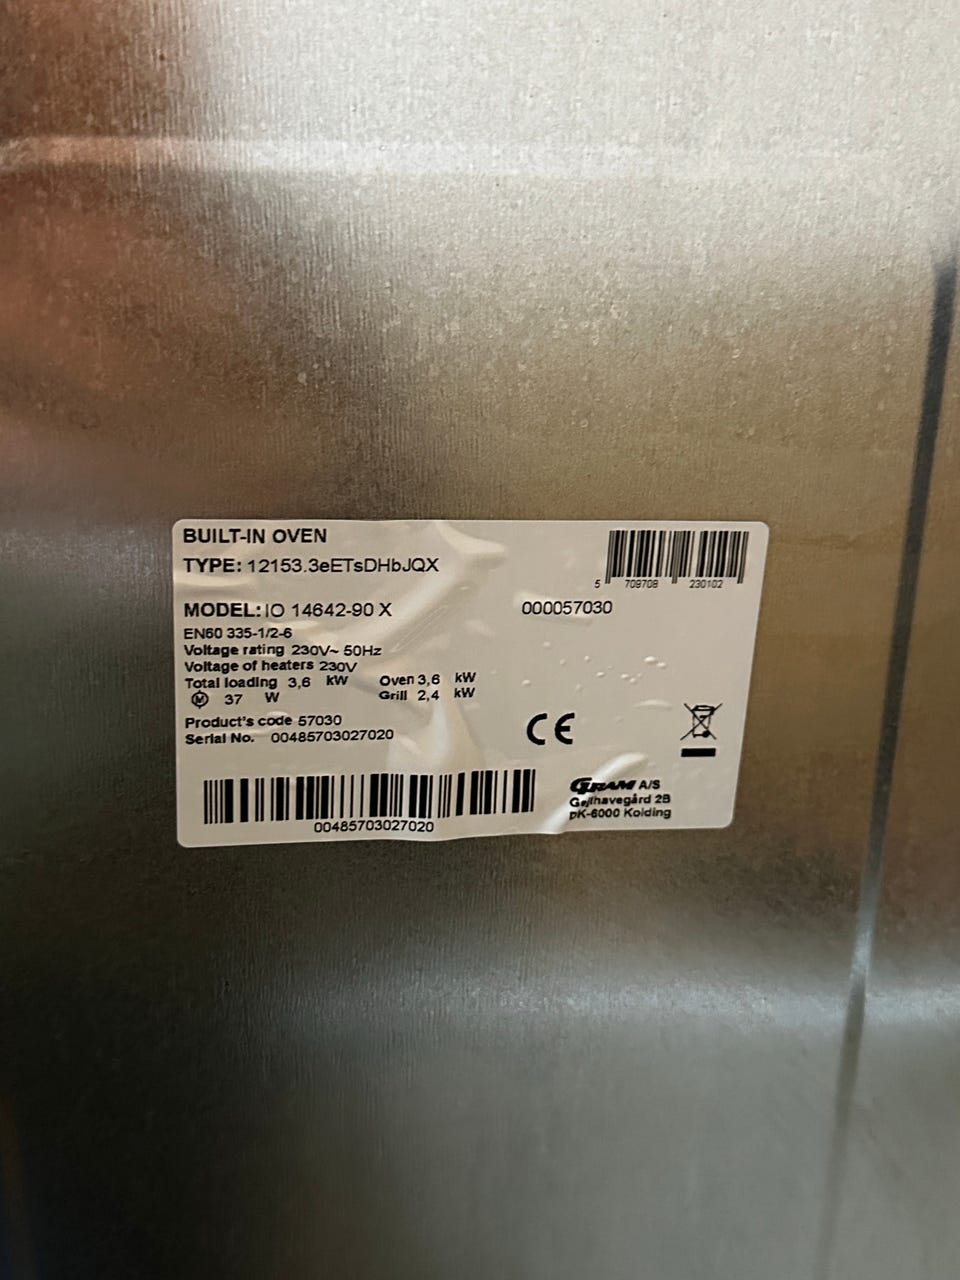 BUILT-IN OVEN
TYPE: 12153.3eETsDHbJQX
5 708708 230102
MODEL: IO 14642-90 X
000057030
EN60 335-1/2-6
Voltage rating 230V~ 50Hz
Voltage of heaters 230V
Total loading 3,6 kW Oven 3,6 kW
M 37 W Grill 2,4 kW
Product's code 57030
Serial No. 00485703027020
CE
00485703027020
GRAM A/S
Gejlhavegård 2B
DK-6000 Kolding